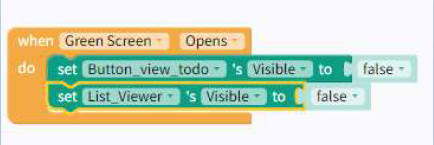 when Green Screen Opens
do set Button_view_todo 's Visible to false
set List_Viewer 's Visible to false